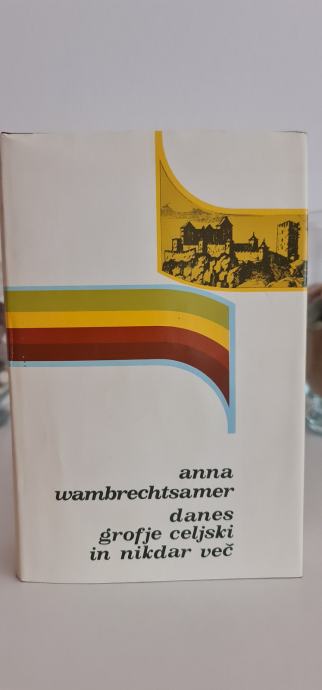 anna
wambrechtsamer
danes
grofje celjski
in nikdar več